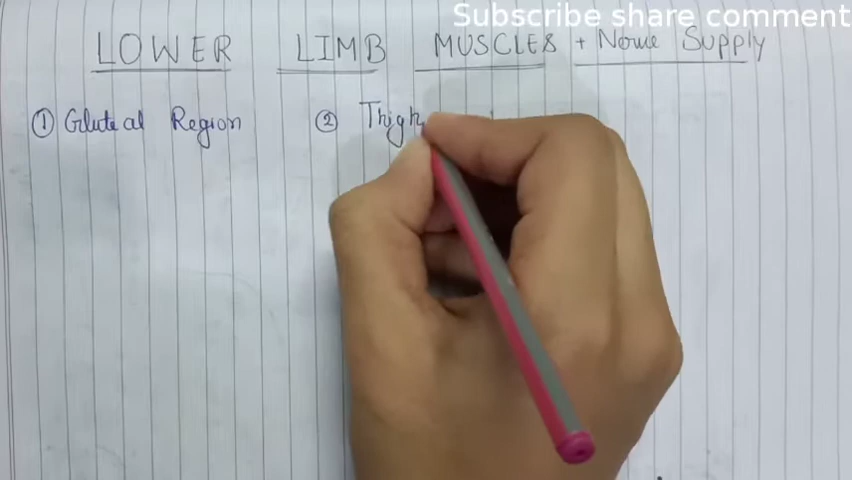 Subscribe share comment
LOWER LIMB MUSCLES + Nerve Supply
① Gluteal Region ② Thigh